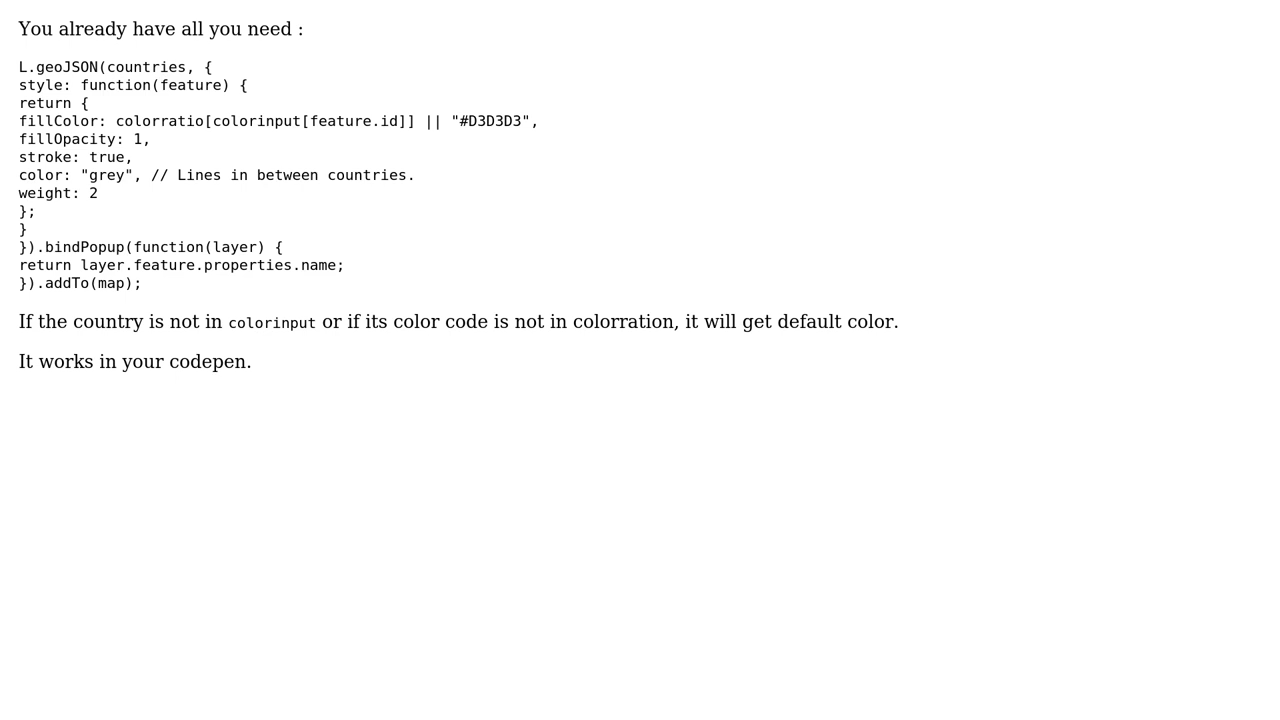 You already have all you need :
L.geoJSON(countries, {
style: function(feature) {
return {
fillColor: colorratio[colorinput[feature.id]] || "#D3D3D3",
fillOpacity: 1,
stroke: true,
color: "grey", // Lines in between countries.
weight: 2
};
}
}).bindPopup(function(layer) {
return layer.feature.properties.name;
}).addTo(map);
If the country is not in colorinput or if its color code is not in colorration, it will get default color.
It works in your codepen.